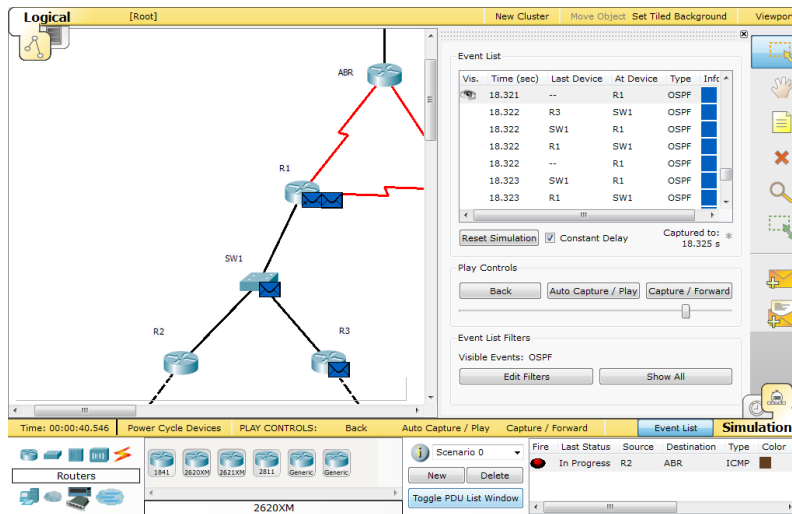 Logical [Root] New Cluster Move Object Set Tiled Background Viewport
ABR
R1
SW1
R2
R3
Event List
Vis. Time (sec) Last Device At Device Type Info
18.321 -- R1 OSPF
18.322 R3 SW1 OSPF
18.322 SW1 R1 OSPF
18.322 R1 SW1 OSPF
18.322 -- R1 OSPF
18.323 SW1 R1 OSPF
18.323 R1 SW1 OSPF
Reset Simulation Constant Delay Captured to: *
18.325 s
Play Controls
Back Auto Capture / Play Capture / Forward
Event List Filters
Visible Events: OSPF
Edit Filters Show All
Time: 00:00:40.546 Power Cycle Devices PLAY CONTROLS: Back Auto Capture / Play Capture / Forward Event List Simulation
Routers
1841 2620XM 2621XM 2811 Generic Generic
2620XM
Scenario 0
New Delete
Toggle PDU List Window
Fire Last Status Source Destination Type Color
In Progress R2 ABR ICMP